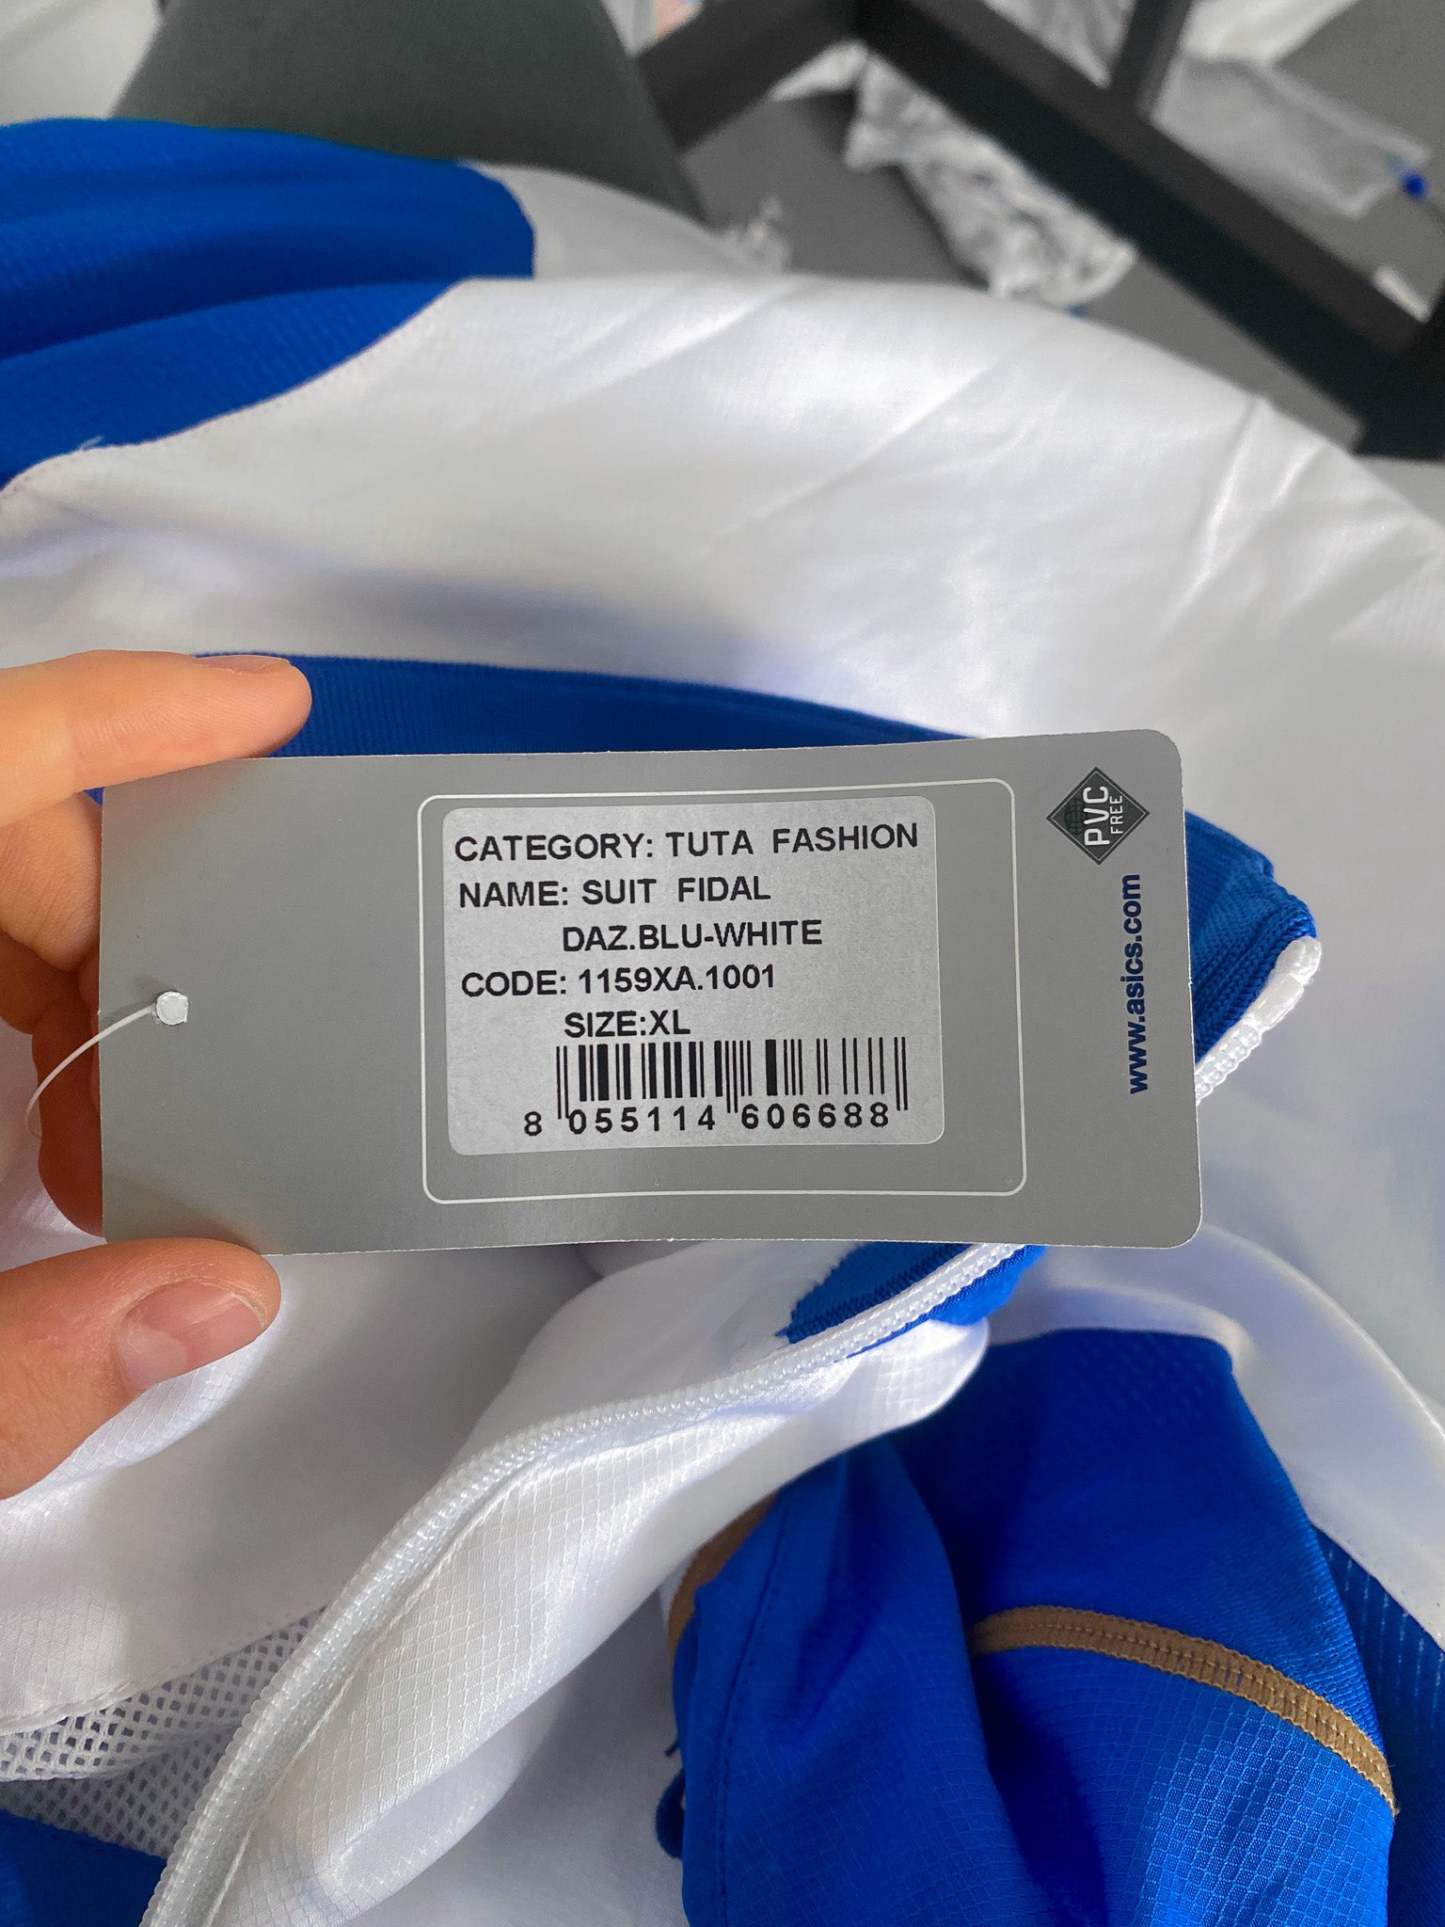 CATEGORY: TUTA FASHION
NAME: SUIT FIDAL
DAZ.BLU-WHITE
CODE: 1159XA.1001
SIZE:XL
8 055114 606688
PVC
FREE
www.asics.com